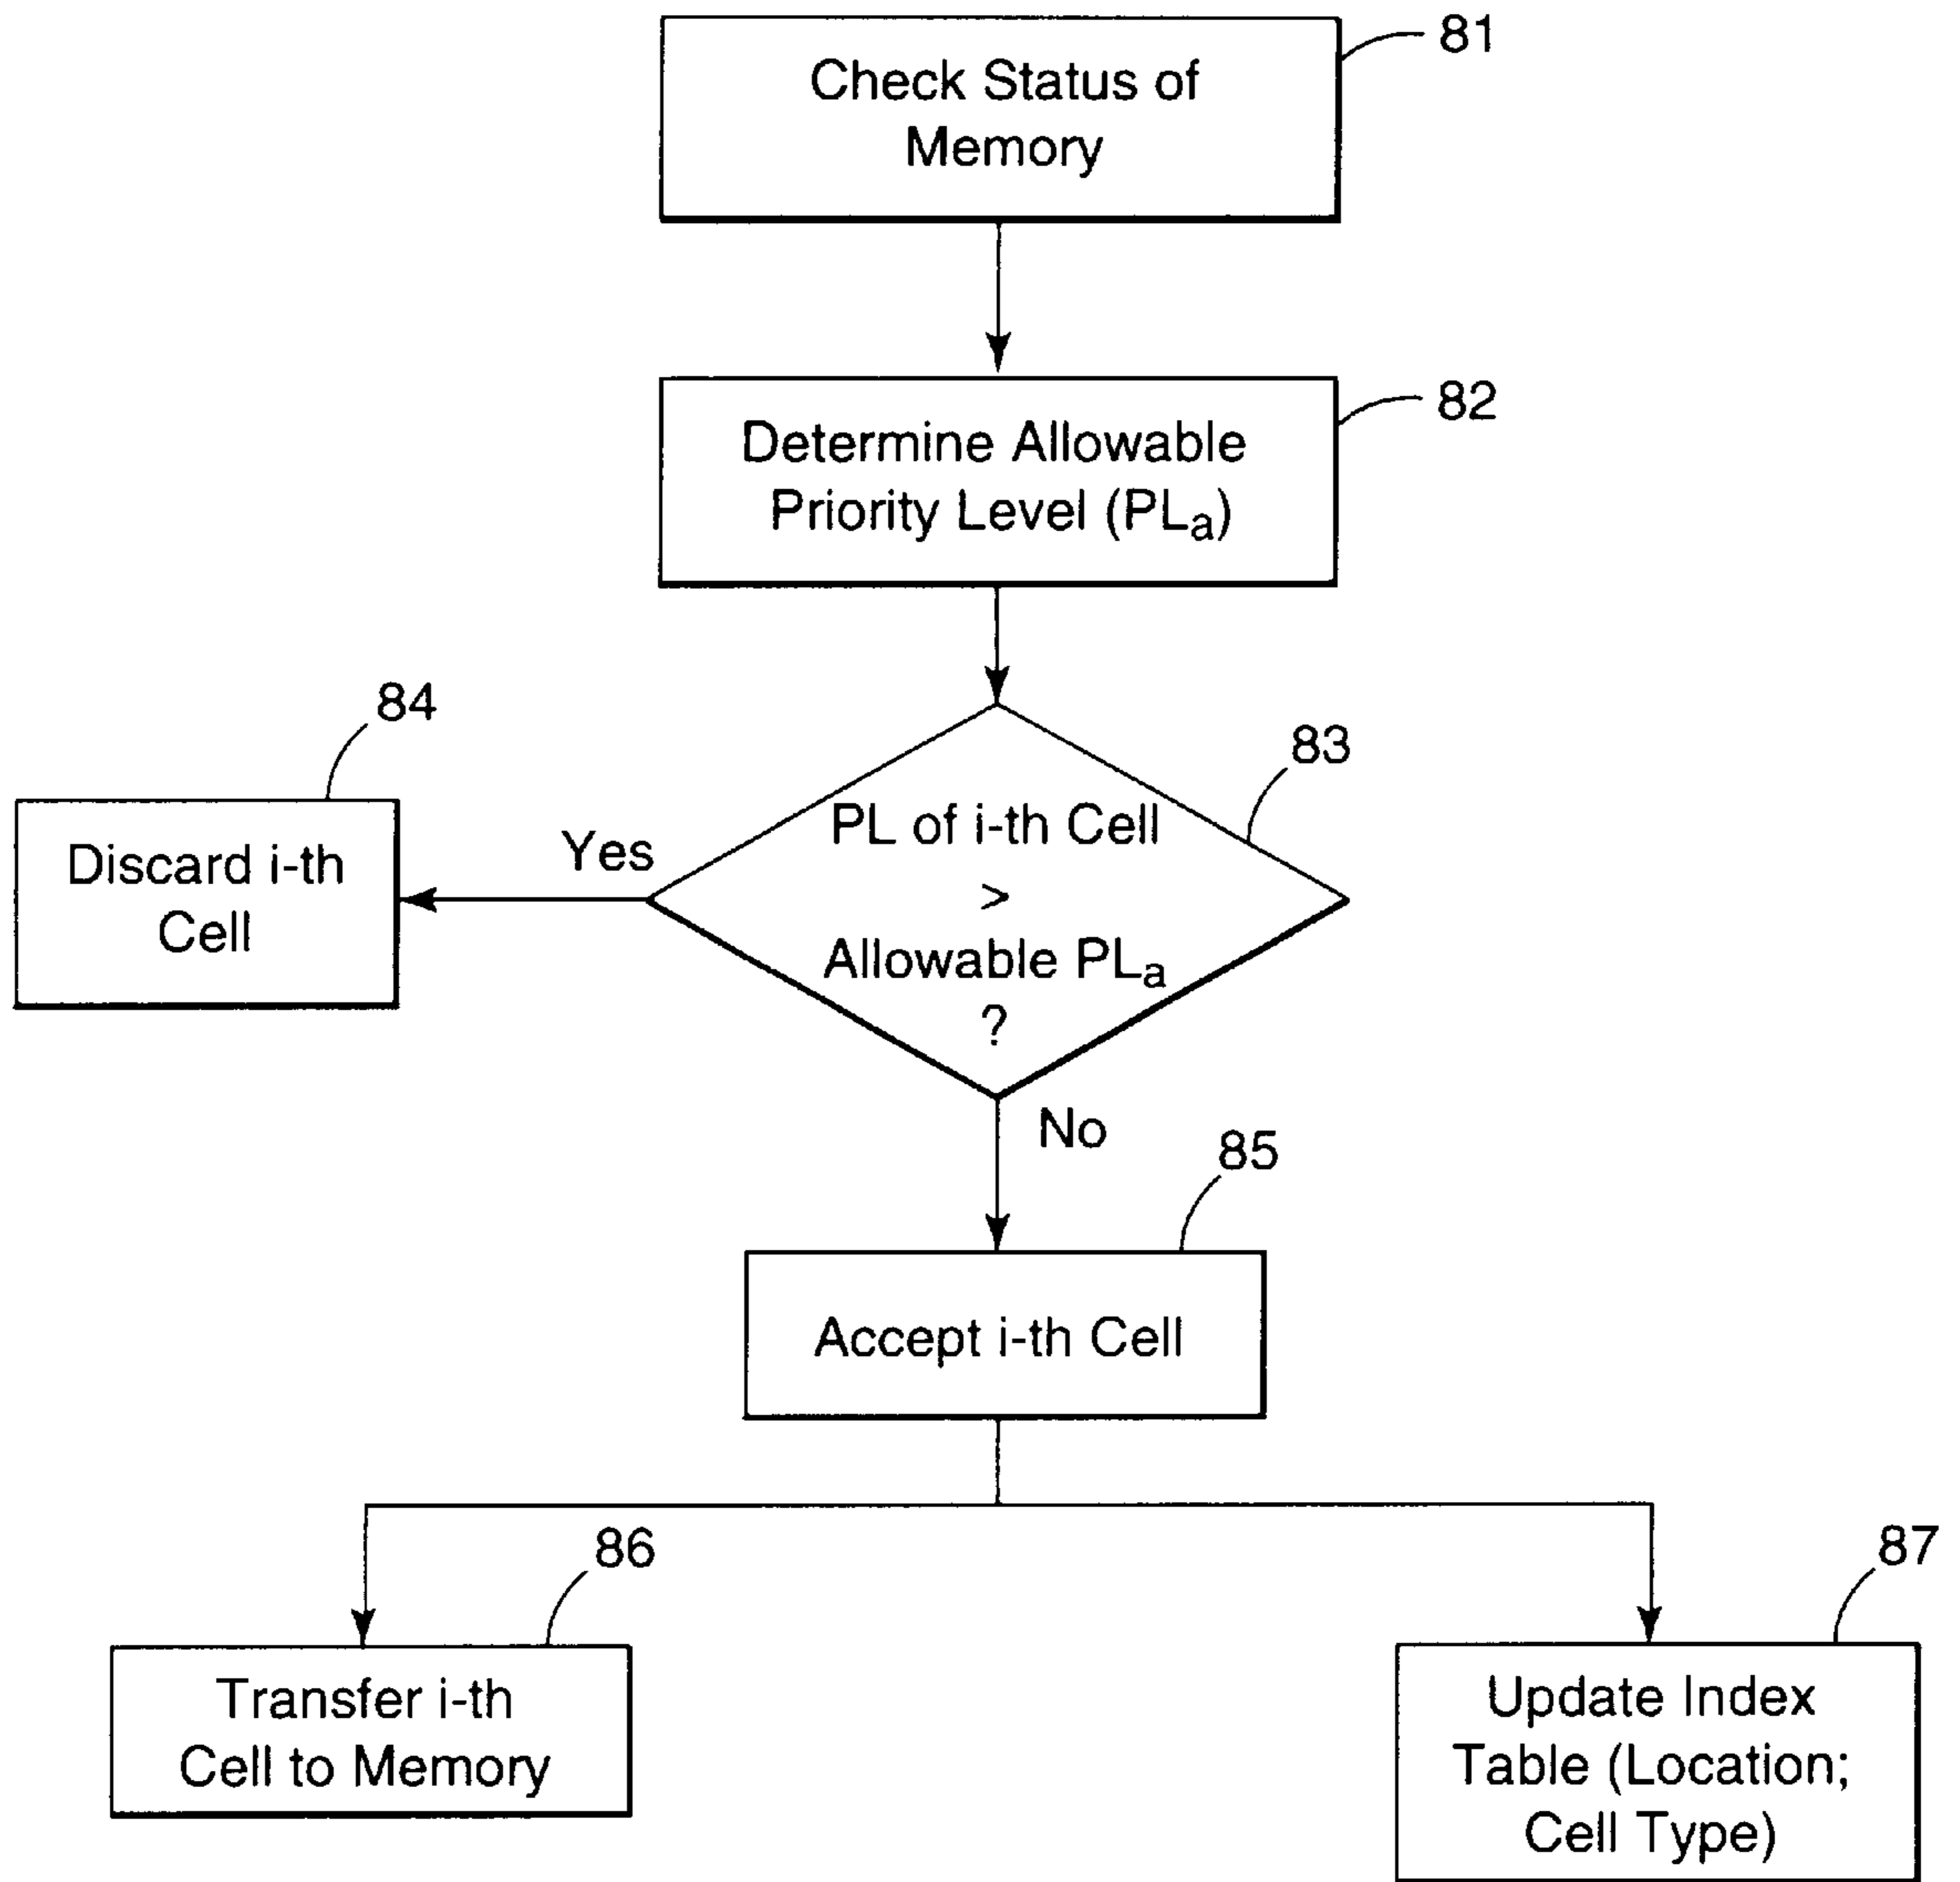 81
Check Status of
Memory
82
Determine Allowable
Priority Level (PLa)
84
83
Discard i-th
Cell
Yes
PL of i-th Cell
>
Allowable PLa
?
No
85
Accept i-th Cell
86
87
Transfer i-th
Cell to Memory
Update Index
Table (Location;
Cell Type)